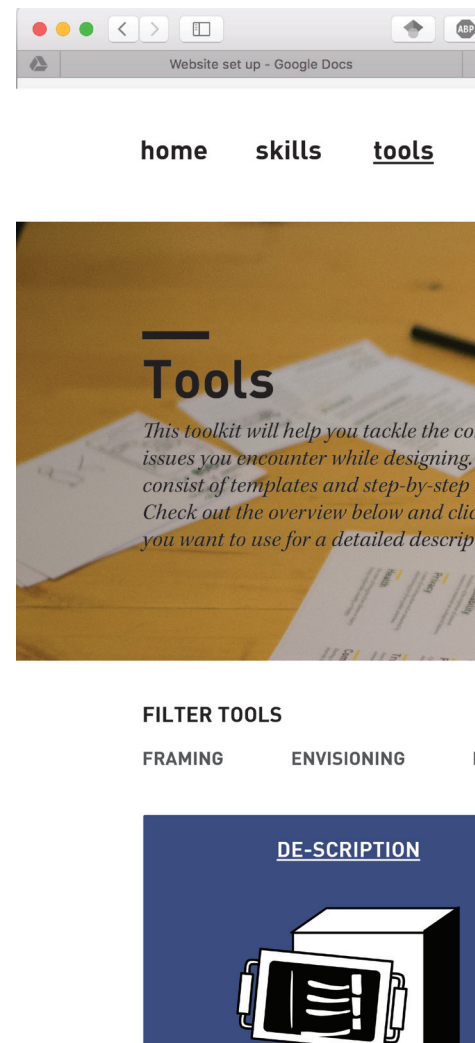 ABP
Website set up - Google Docs
home skills tools
Tools
This toolkit will help you tackle the co
issues you encounter while designing.
consist of templates and step-by-step
Check out the overview below and clic
you want to use for a detailed descrip
Privacy
Health
FILTER TOOLS
FRAMING ENVISIONING
DE-SCRIPTION